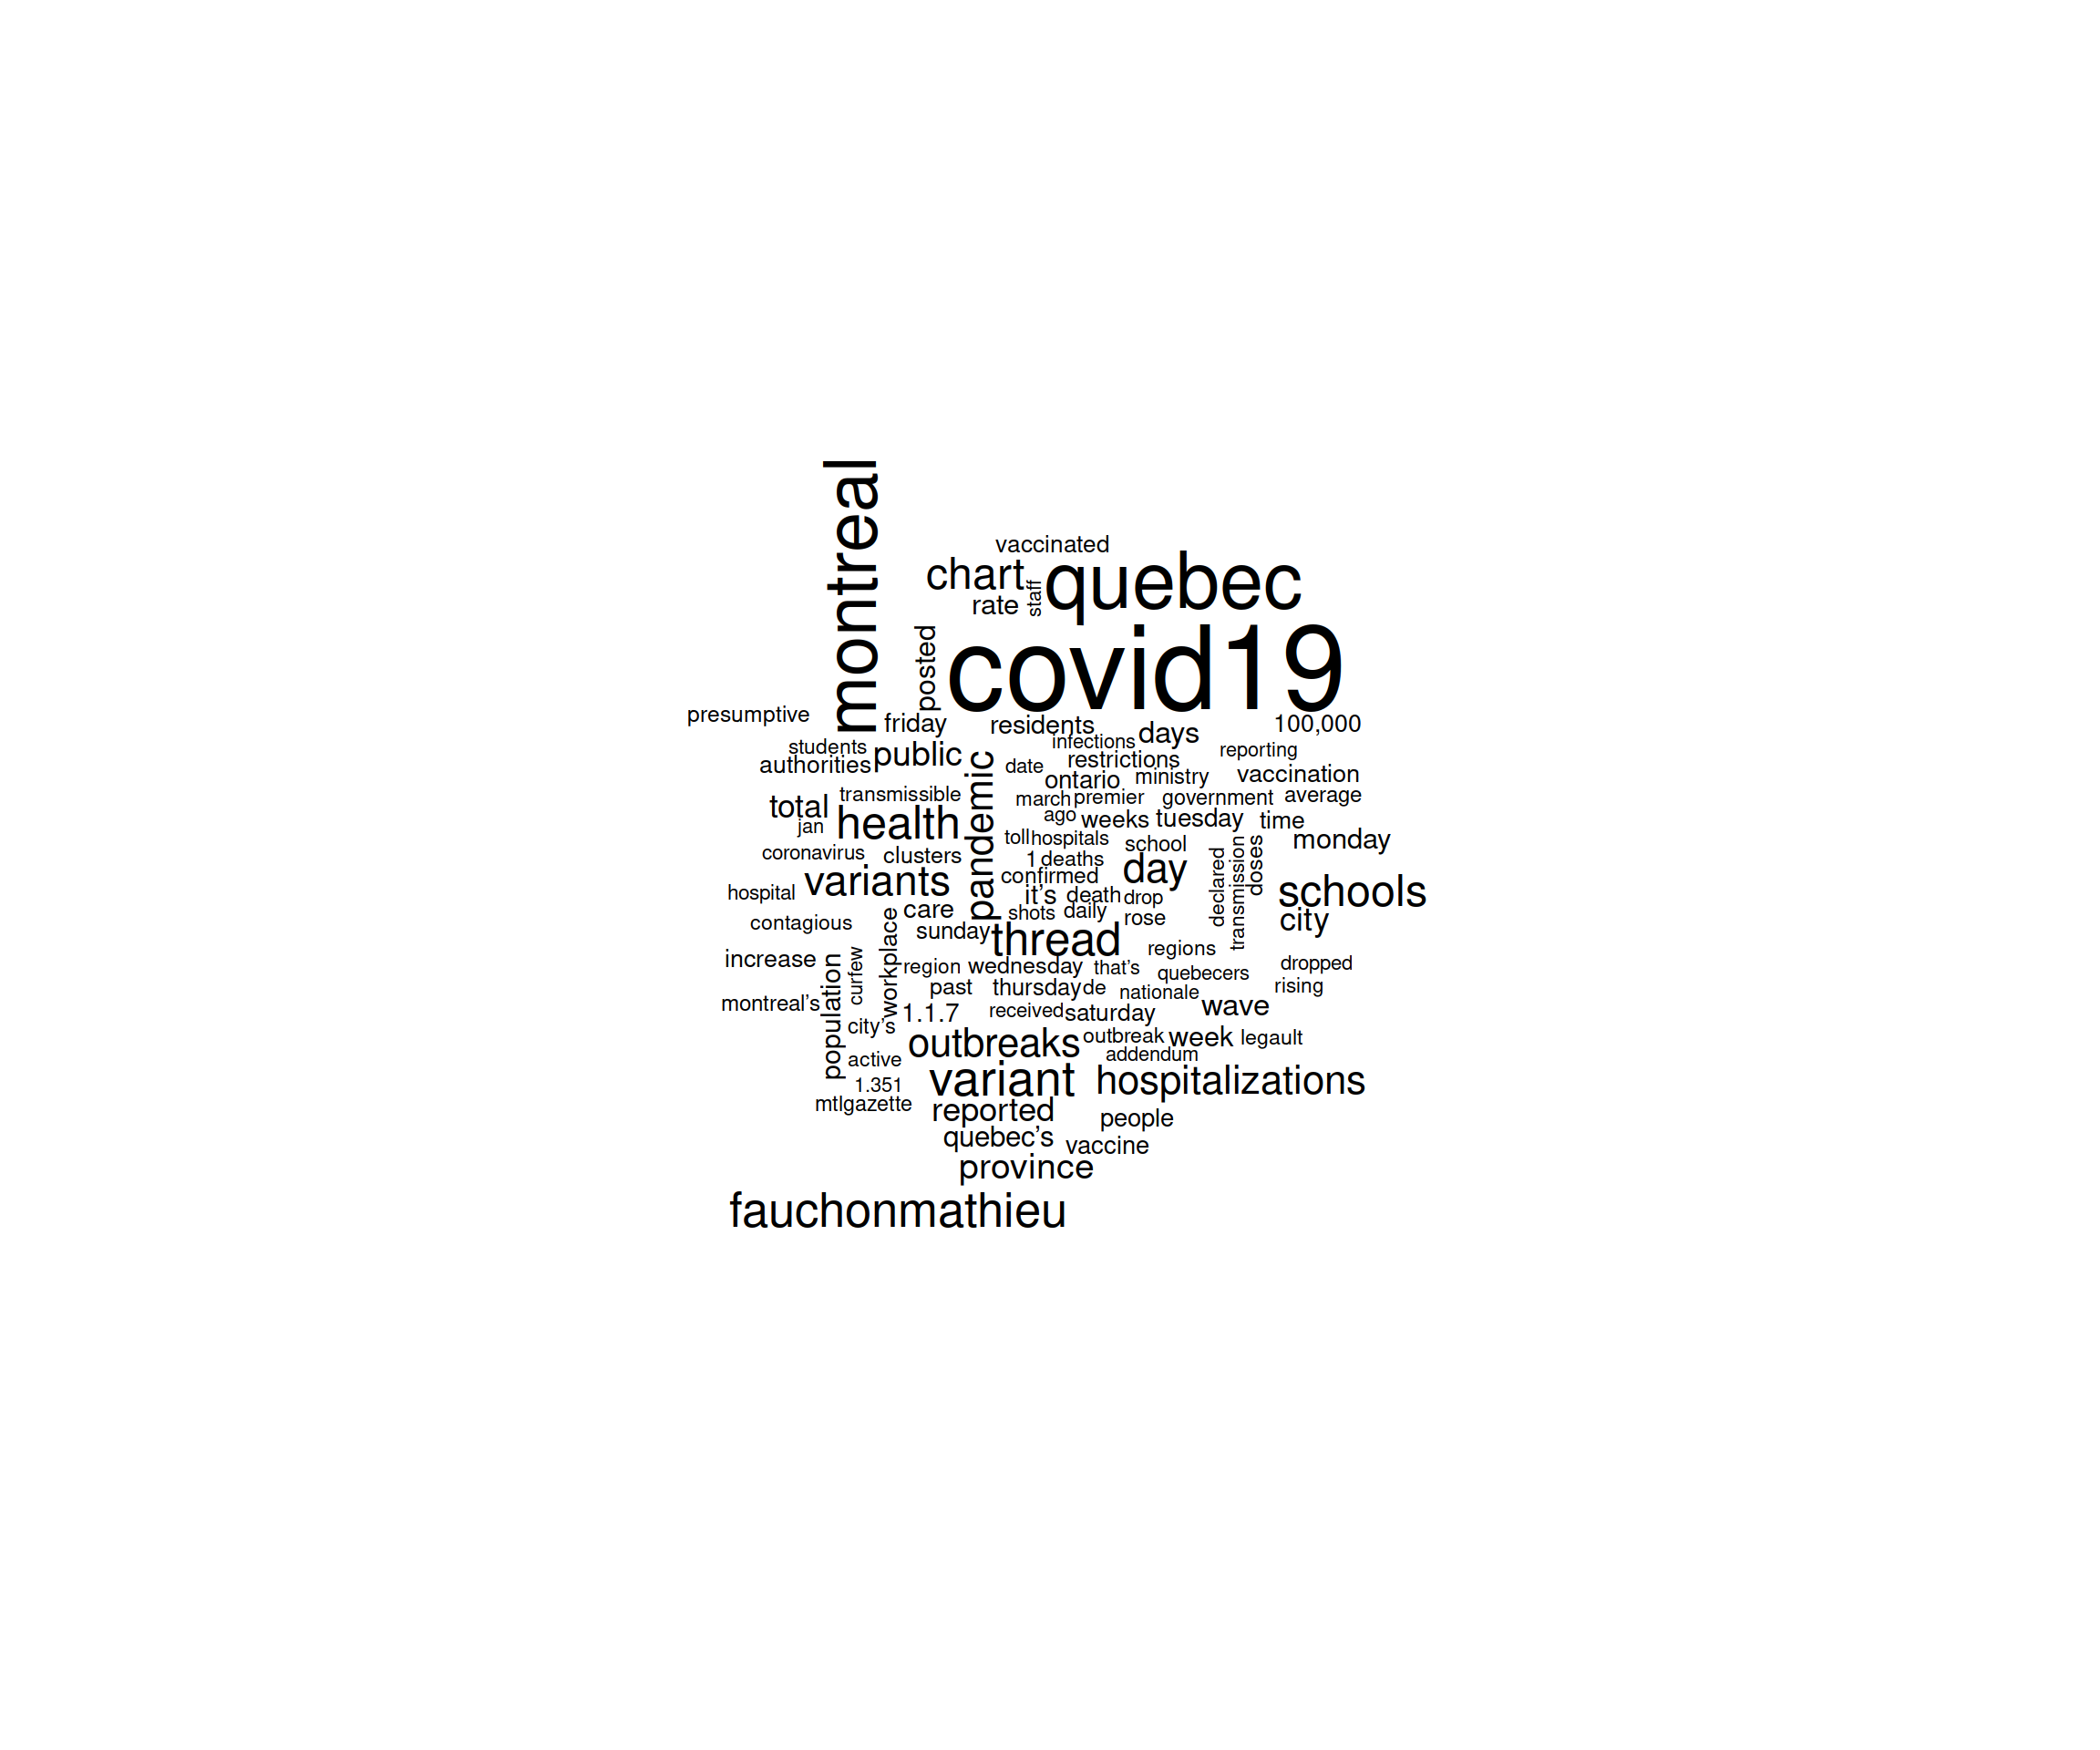 montreal
vaccinated
chart
quebec
rate
staff
posted
covid19
presumptive
friday
residents
days
100,000
students
public
infections
reporting
authorities
pandemic
date
restrictions
ontario
ministry
vaccination
total
transmissible
march
premier
government
average
jan
health
ago
weeks
tuesday
time
toll
hospitals
school
monday
coronavirus
clusters
1
deaths
day
declared
transmission
doses
hospital
variants
confirmed
it's
death
drop
schools
contagious
care
shots
daily
rose
city
workplace
sunday
thread
regions
increase
population
curfew
region
wednesday
that's
quebecers
dropped
past
thursday
de
nationale
rising
montreal's
1.1.7
received
saturday
wave
city's
outbreaks
outbreak
week
legault
active
addendum
1.351
variant
hospitalizations
mtlgazette
reported
people
quebec's
vaccine
province
fauchonmathieu